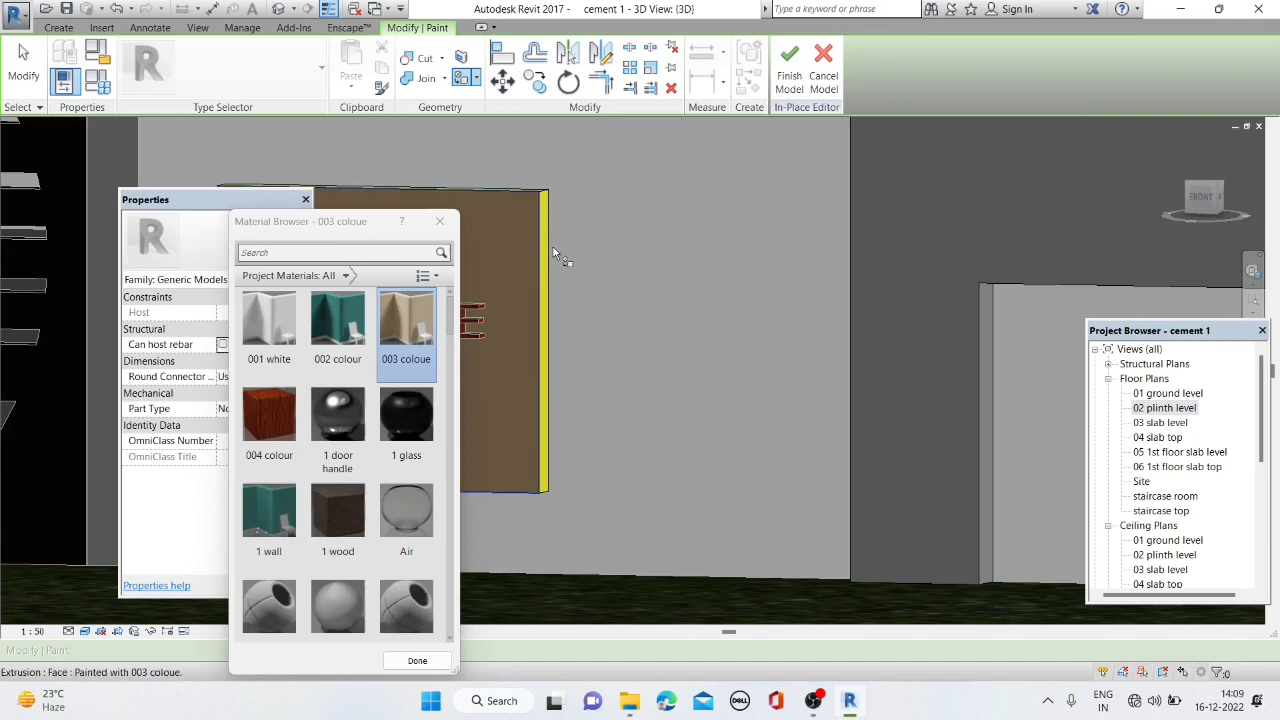 Autodesk Revit 2017 - cement 1 - 3D View: {3D}
Type a keyword or phrase
Sign In
Create
Insert
Annotate
View
Manage
Add-Ins
Enscape™
Modify | Paint
Modify
Paste
Cut
Join
Finish
Model
Cancel
Model
Select
Properties
Type Selector
Clipboard
Geometry
Modify
Measure
Create
In-Place Editor
FRONT
Properties
Family: Generic Models
Constraints
Host
Structural
Can host rebar
Dimensions
Round Connector ...
Us
Mechanical
Part Type
No
Identity Data
OmniClass Number
OmniClass Title
Properties help
Material Browser - 003 coloue
?
Search
Project Materials: All
001 white
002 colour
003 coloue
004 colour
1 door
handle
1 glass
1 wall
1 wood
Air
Done
Project Browser - cement 1
Views (all)
Structural Plans
Floor Plans
01 ground level
02 plinth level
03 slab level
04 slab top
05 1st floor slab level
06 1st floor slab top
Site
staircase room
staircase top
Ceiling Plans
01 ground level
02 plinth level
03 slab level
04 slab top
1 : 50
Modify | Paint
Extrusion : Face : Painted with 003 coloue.
:0
23°C
Haze
Search
DELL
ENG
IN
14:09
16-12-2022